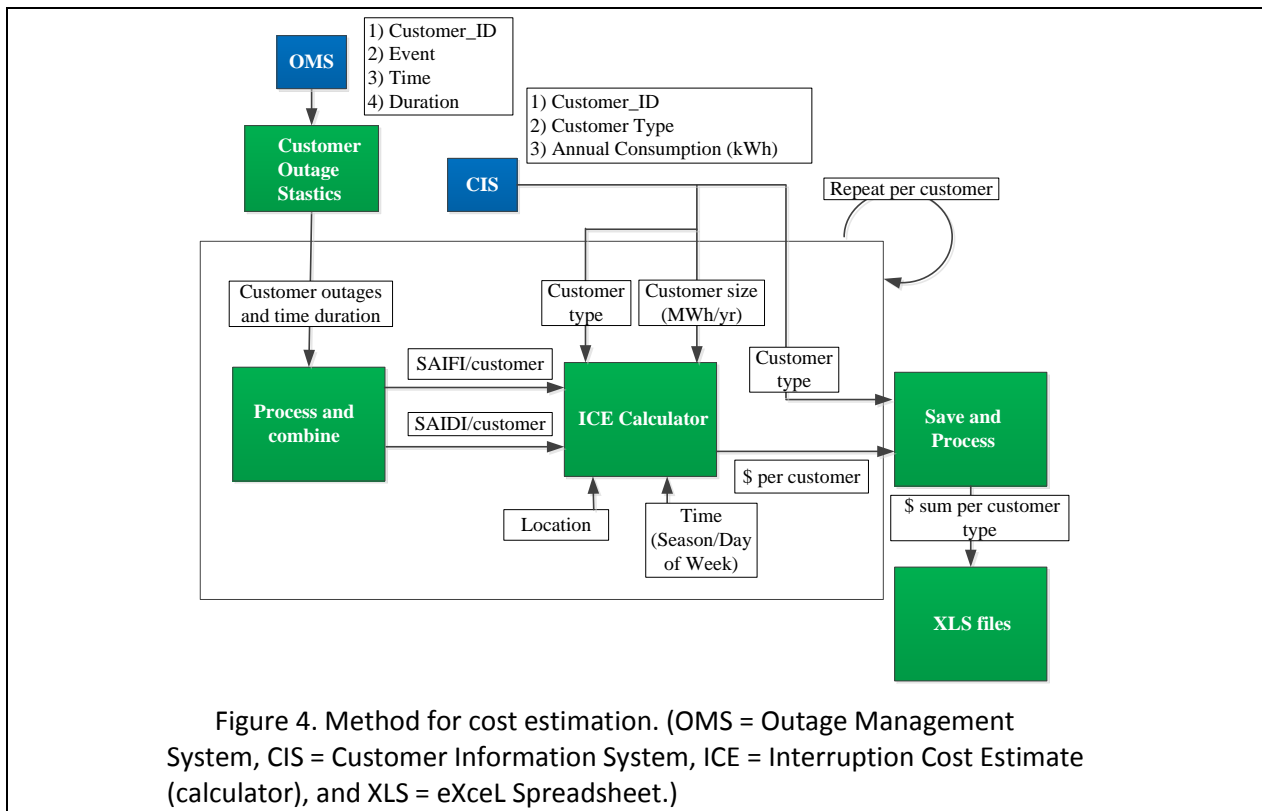 OMS
1) Customer_ID
2) Event
3) Time
4) Duration
1) Customer_ID
2) Customer Type
3) Annual Consumption (kWh)
Customer
Outage
Stastics
CIS
Repeat per customer
Customer outages
and time duration
Customer
type
Customer size
(MWh/yr)
Customer
type
SAIFI/customer
Process and
combine
SAIDI/customer
ICE Calculator
Save and
Process
$ per customer
Location
Time
(Season/Day
of Week)
$ sum per customer
type
XLS files
Figure 4. Method for cost estimation. (OMS = Outage Management
System, CIS = Customer Information System, ICE = Interruption Cost Estimate
(calculator), and XLS = eXceL Spreadsheet.)